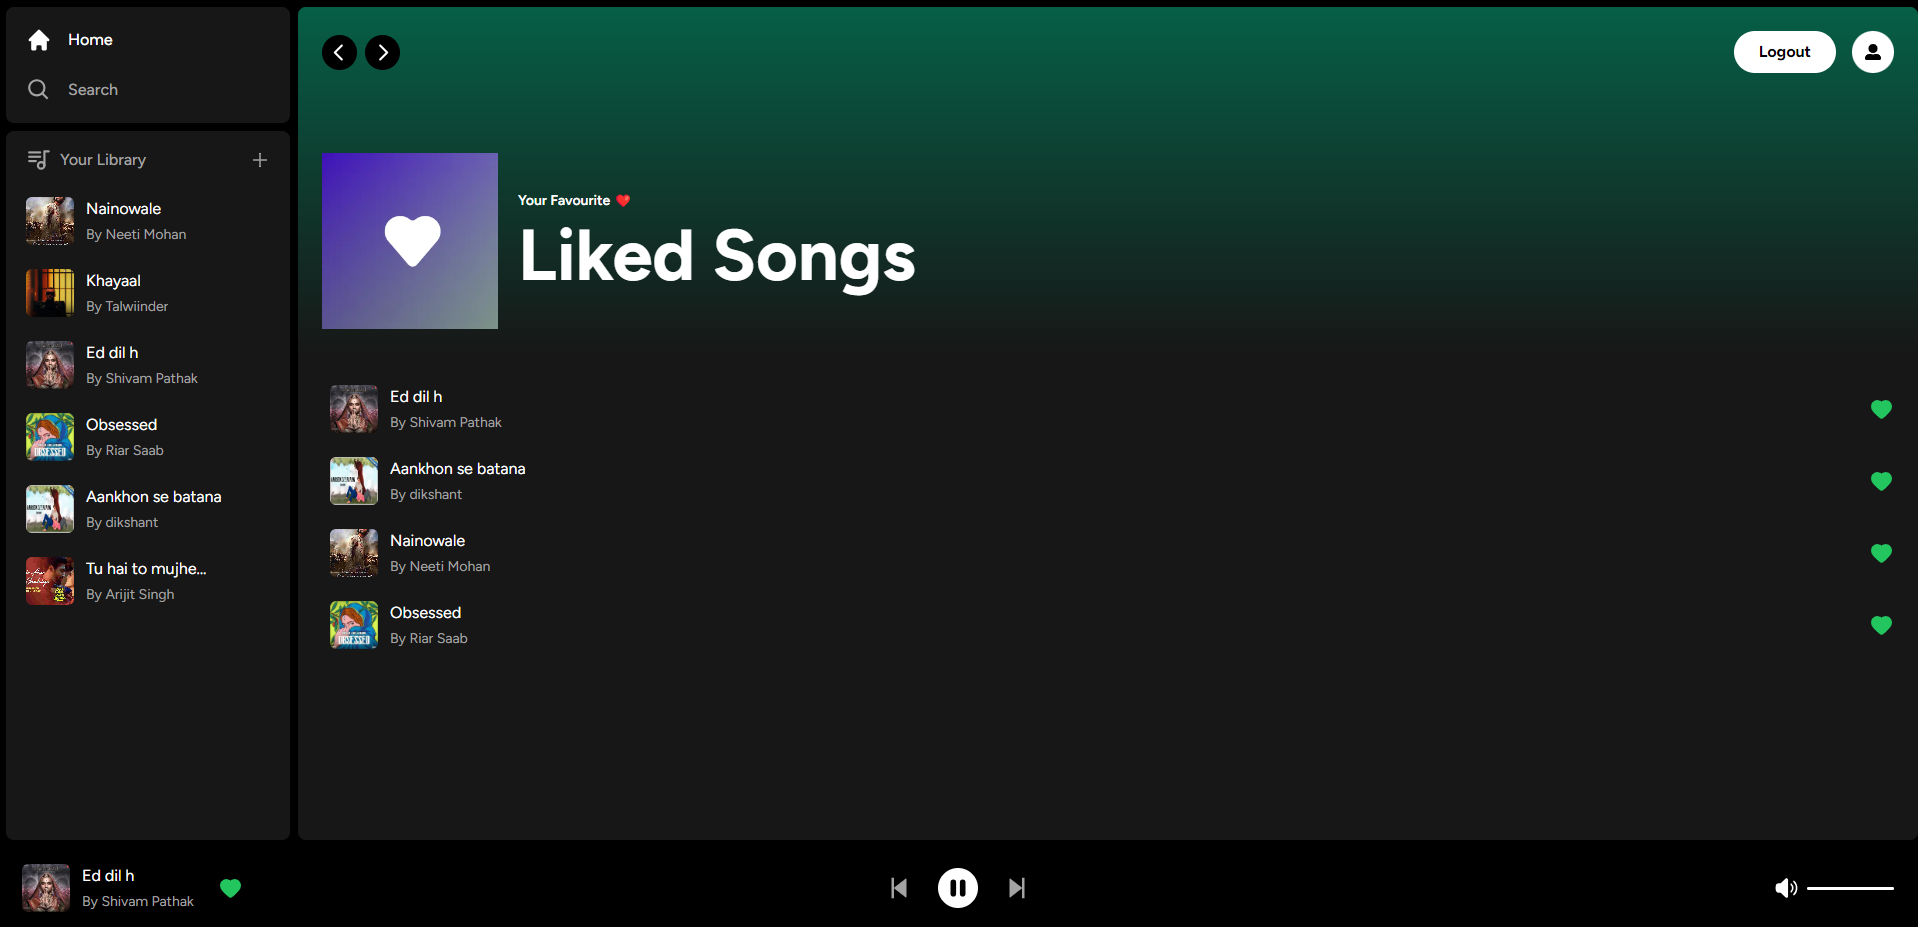 Home
Search
Your Library
Nainowale
By Neeti Mohan
Khayaal
By Talwiinder
Ed dil h
By Shivam Pathak
Obsessed
By Riar Saab
Aankhon se batana
By dikshant
Tu hai to mujhe...
By Arijit Singh
Logout
Your Favourite ❤️
Liked Songs
Ed dil h
By Shivam Pathak
Aankhon se batana
By dikshant
Nainowale
By Neeti Mohan
Obsessed
By Riar Saab
OBSESSED
Ed dil h
By Shivam Pathak